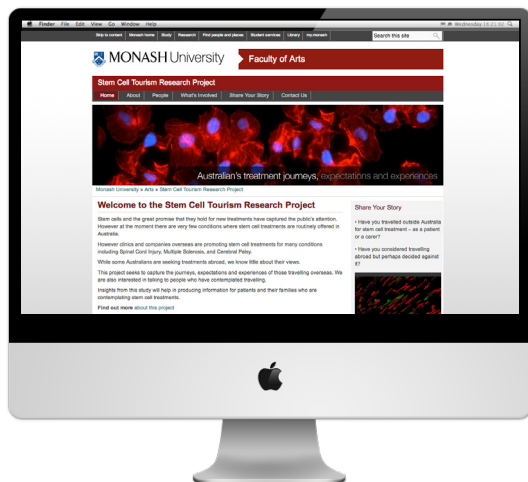 Finder File Edit View Go Window Help
Wednesday 14:21:02
Skip to content Monash home Study Research Find people and places Student services Library my.monash
Search this site
MONASH University
Faculty of Arts
Stem Cell Tourism Research Project
Home About People What's Involved Share Your Story Contact Us
Australian's treatment journeys, expectations and experiences
Monash University » Arts » Stem Cell Tourism Research Project
Welcome to the Stem Cell Tourism Research Project
Stem cells and the great promise that they hold for new treatments have captured the public's attention.
However at the moment there are very few conditions where stem cell treatments are routinely offered in
Australia.
However clinics and companies overseas are promoting stem cell treatments for many conditions
including Spinal Cord Injury, Multiple Sclerosis, and Cerebral Palsy.
While some Australians are seeking treatments abroad, we know little about their views.
This project seeks to capture the journeys, expectations and experiences of those travelling overseas. We
are also interested in talking to people who have contemplated travelling.
Insights from this study will help in producing information for patients and their families who are
contemplating stem cell treatments.
Find out more about this project
Share Your Story
• Have you travelled outside Australia
for stem cell treatment – as a patient
or a carer?
• Have you considered travelling
abroad but perhaps decided against
it?